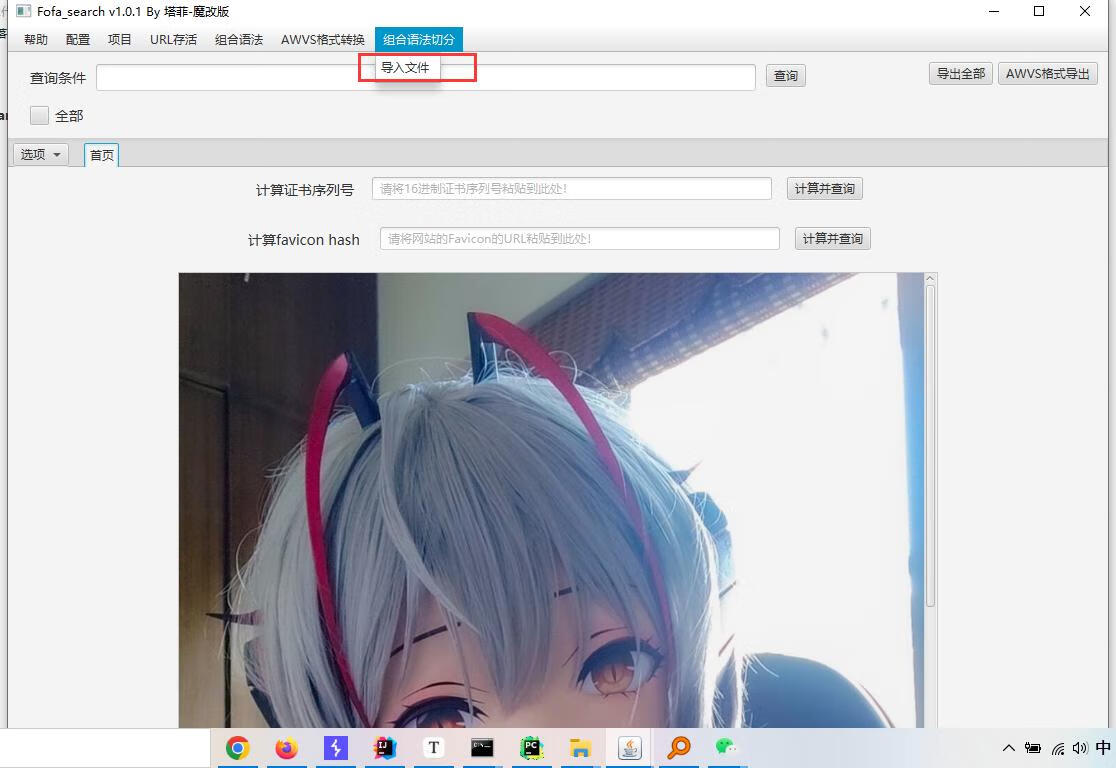 Fofa_search v1.0.1 By 塔菲-魔改版
帮助 配置 项目 URL存活 组合语法 AWVS格式转换 组合语法切分
导入文件
查询条件 查询 导出全部 AWVS格式导出
全部
选项 首页
计算证书序列号 请将16进制证书序列号粘贴到此处! 计算并查询
计算favicon hash 请将网站的Favicon的URL粘贴到此处! 计算并查询
IJ T PC 中